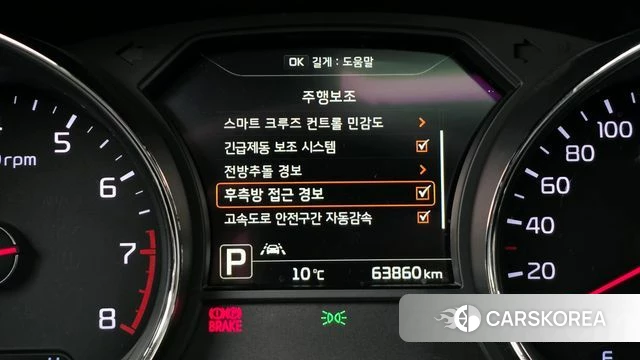 OK 길게 : 도움말
주행보조
스마트 크루즈 컨트롤 민감도
긴급제동 보조 시스템
전방추돌 경보
후측방 접근 경보
고속도로 안전구간 자동감속
P
10 °C
63860 km
5
6
7
8
rpm
100
80
60
40
20
BRAKE
CARSKOREA